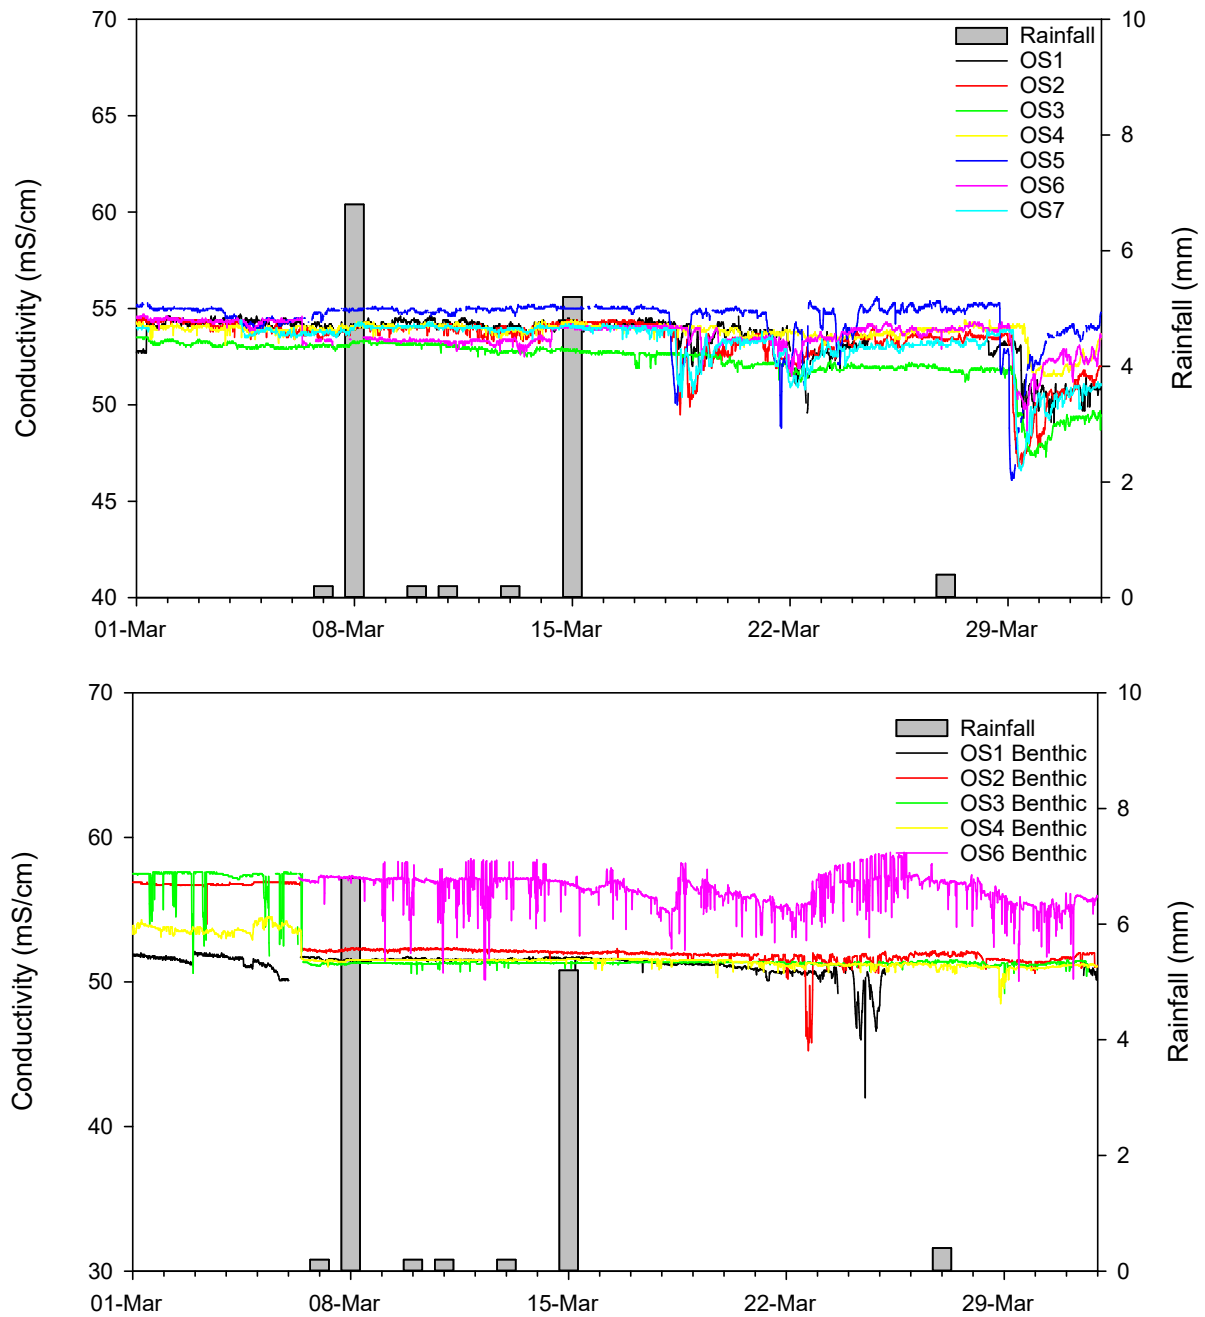 70
65
60
55
50
45
40
Conductivity (mS/cm)
10
8
6
4
2
0
Rainfall (mm)
Rainfall
OS1
OS2
OS3
OS4
OS5
OS6
OS7
01-Mar 08-Mar 15-Mar 22-Mar 29-Mar
70
60
50
40
30
Conductivity (mS/cm)
10
8
6
4
2
0
Rainfall (mm)
Rainfall
OS1 Benthic
OS2 Benthic
OS3 Benthic
OS4 Benthic
OS6 Benthic
01-Mar 08-Mar 15-Mar 22-Mar 29-Mar